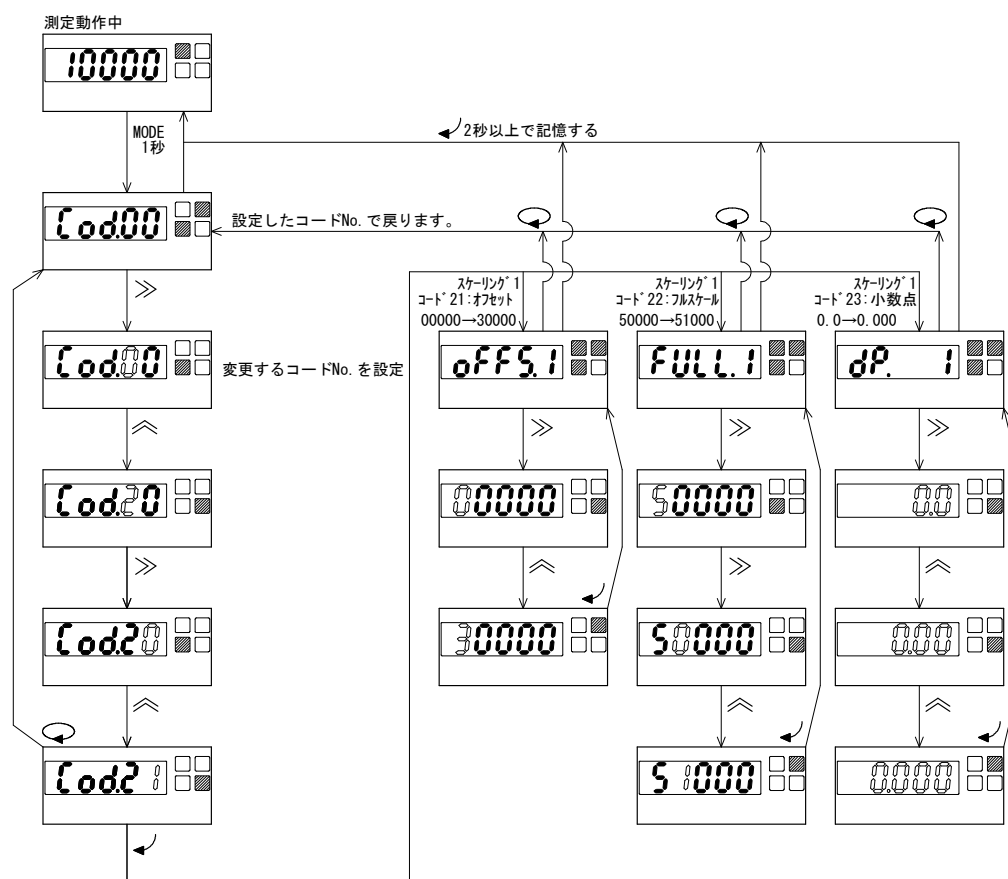 測定動作中
10000
MODE
1秒
2秒以上で記憶する
Cod.00
設定したコードNo.で戻ります。
スケーリング1
コード21:オフセット
00000→30000
スケーリング1
コード22:フルスケール
50000→51000
スケーリング1
コード23:小数点
0.0→0.000
Cod.00
変更するコードNo.を設定
oFFS.1
FULL.1
dP. 1
Cod.20
00000
50000
0.0
Cod.20
30000
50000
0.00
Cod.21
51000
0.000